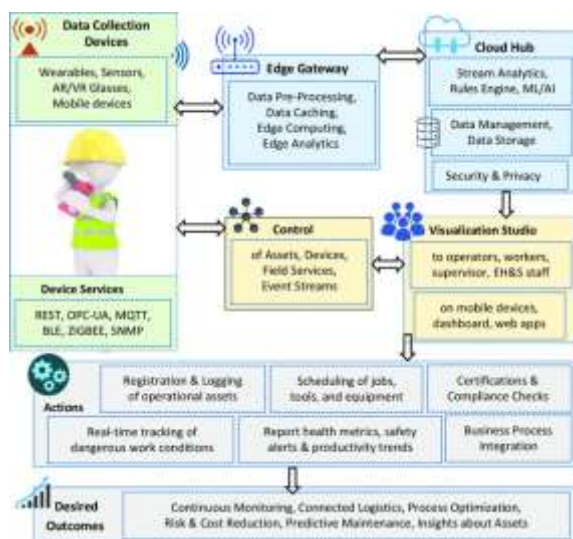 Data Collection
Devices
Wearables, Sensors,
AR/VR Glasses,
Mobile devices
Edge Gateway
Data Pre-Processing,
Data Caching,
Edge Computing,
Edge Analytics
Cloud Hub
Stream Analytics,
Rules Engine, ML/AI
Data Management,
Data Storage
Security & Privacy
Device Services
REST, OPC-UA, MQTT,
BLE, ZIGBEE, SNMP
Control
of Assets, Devices,
Field Services,
Event Streams
Visualization Studio
to operators, workers,
supervisor, EH&S staff
on mobile devices,
dashboard, web apps
Actions
Registration & Logging
of operational assets
Scheduling of jobs,
tools, and equipment
Certifications &
Compliance Checks
Real-time tracking of
dangerous work conditions
Report health metrics, safety
alerts & productivity trends
Business Process
Integration
Desired
Outcomes
Continuous Monitoring, Connected Logistics, Process Optimization,
Risk & Cost Reduction, Predictive Maintenance, Insights about Assets